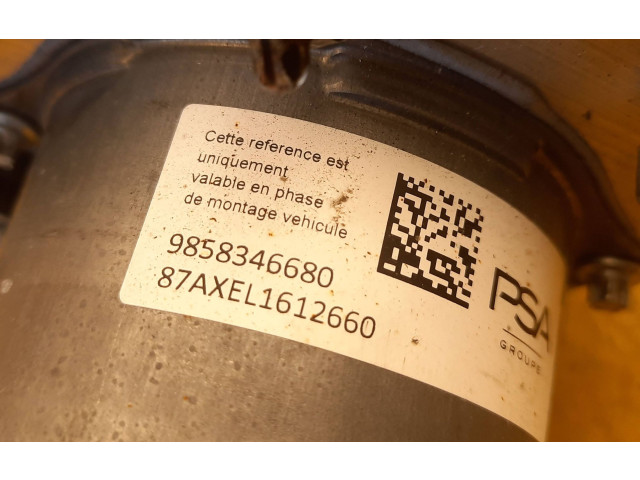 Cette reference est
uniquement
valable en phase
de montage vehicule
9858346680
87AXEL1612660
PSA
GROUPE